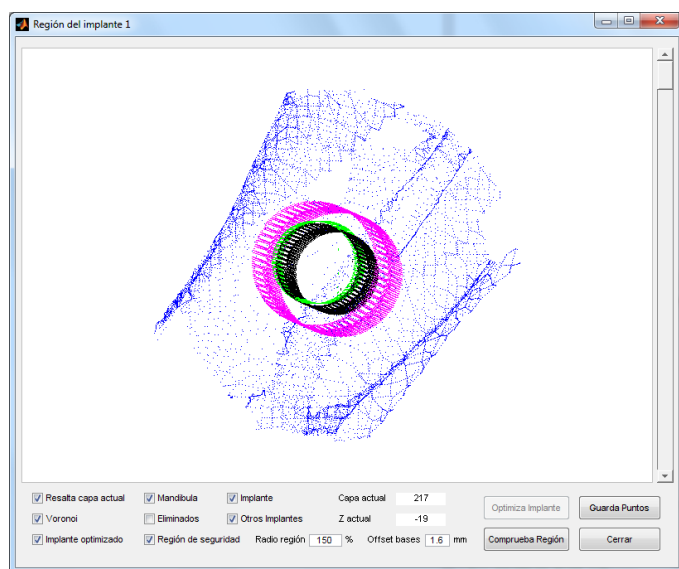 Región del implante 1
Resalta capa actual Mandibula Implante Capa actual 217
Voronoi Eliminados Otros Implantes Z actual -19
Implante optimizado Región de seguridad Radio región 150 % Offset bases 1.6 mm
Optimiza Implante Guarda Puntos
Comprueba Región Cerrar